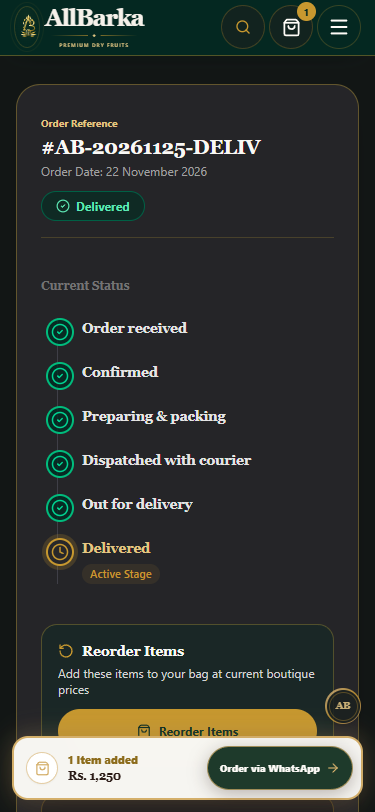 AllBarka
PREMIUM DRY FRUITS
1
Order Reference
#AB-20261125-DELIV
Order Date: 22 November 2026
Delivered
Current Status
Order received
Confirmed
Preparing & packing
Dispatched with courier
Out for delivery
Delivered
Active Stage
Reorder Items
Add these items to your bag at current boutique
prices
AB
Reorder Items
1 Item added
Rs. 1,250
Order via WhatsApp